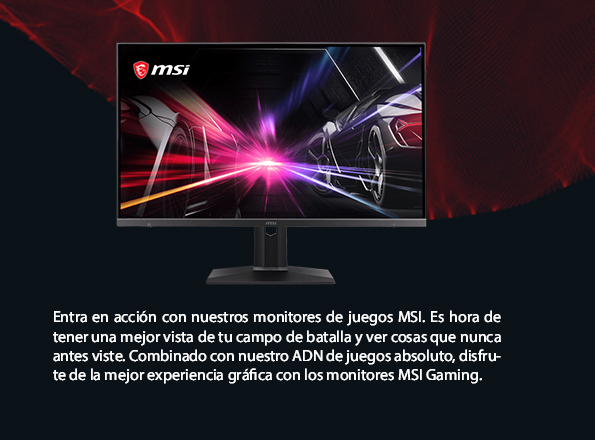 msi
msi
Entra en acción con nuestros monitores de juegos MSI. Es hora de
tener una mejor vista de tu campo de batalla y ver cosas que nunca
antes viste. Combinado con nuestro ADN de juegos absoluto, disfru-
te de la mejor experiencia gráfica con los monitores MSI Gaming.